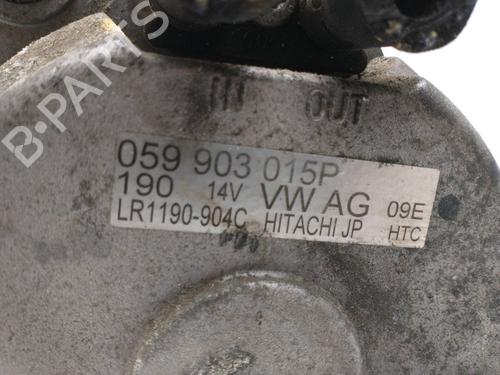 B-PARTS
IN OUT
059 903 015P
190 14V VW AG 09E
LR1190-904C HITACHI JP HTC